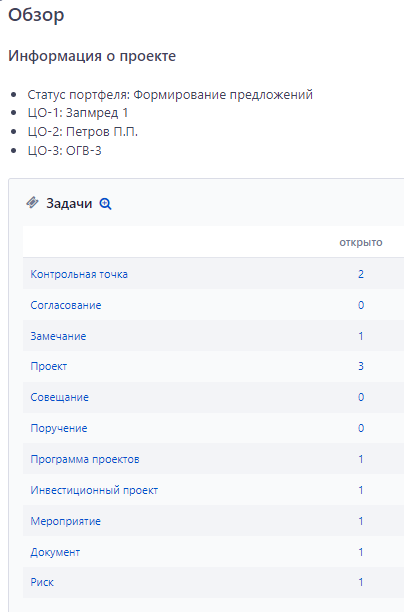 Обзор
Информация о проекте
Статус портфеля: Формирование предложений
ЦО-1: Запмред 1
ЦО-2: Петров П.П.
ЦО-3: ОГВ-3
Задачи
открыто
Контрольная точка 2
Согласование 0
Замечание 1
Проект 3
Совещание 0
Поручение 0
Программа проектов 1
Инвестиционный проект 1
Мероприятие 1
Документ 1
Риск 1